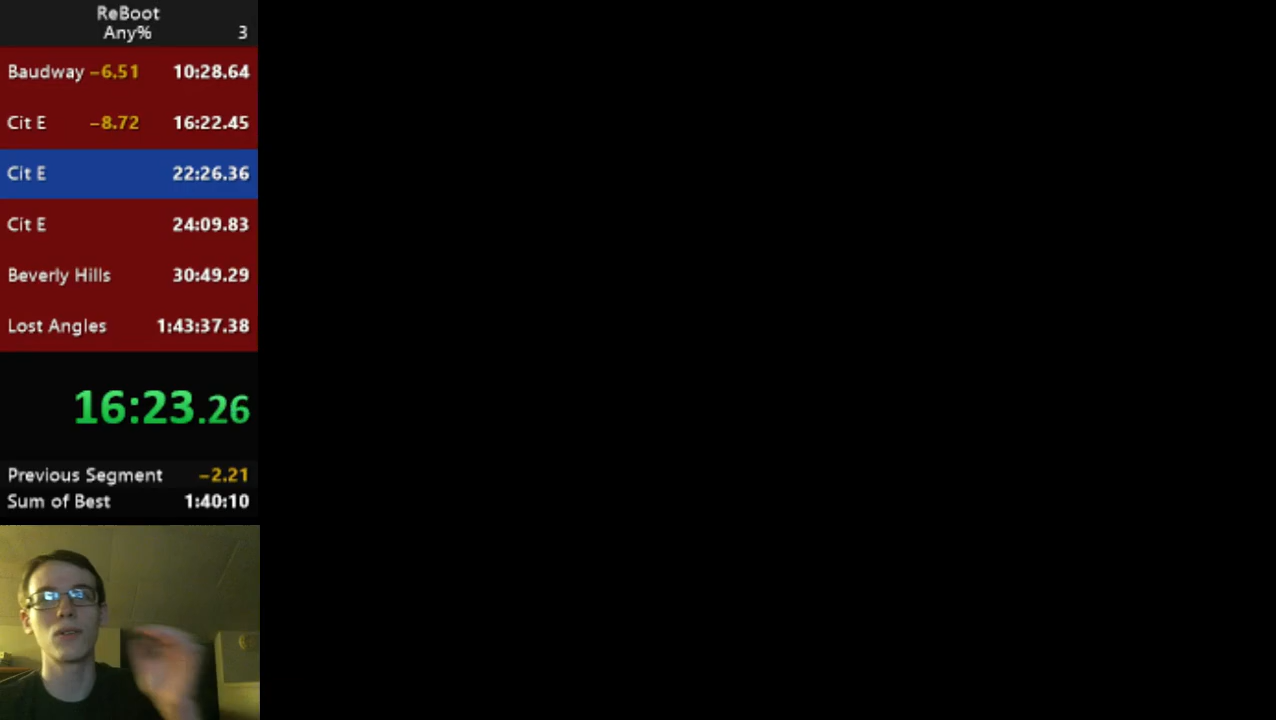 ReBoot
Any% 3
Baudway −6.51 10:28.64
Cit E −8.72 16:22.45
Cit E 22:26.36
Cit E 24:09.83
Beverly Hills 30:49.29
Lost Angles 1:43:37.38
16:23.26
Previous Segment −2.21
Sum of Best 1:40:10